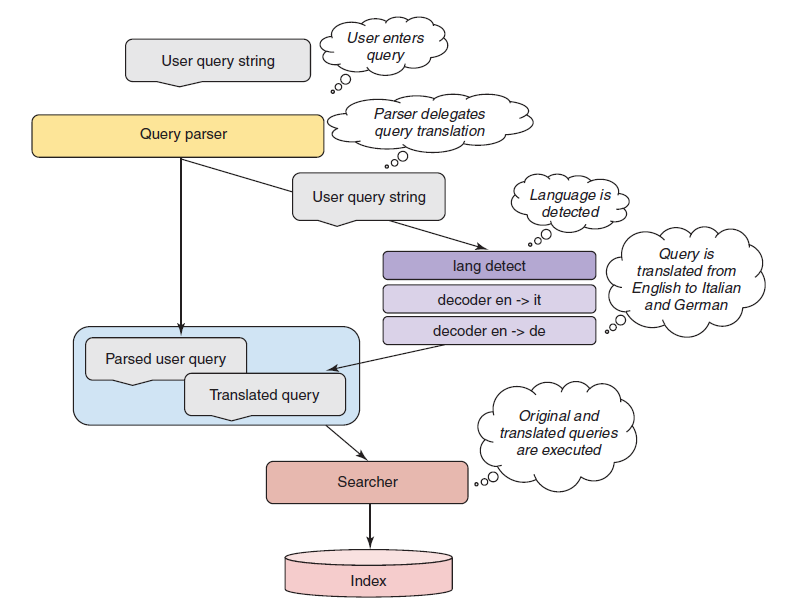 User query string
User enters
query
Query parser
Parser delegates
query translation
User query string
Language is
detected
lang detect
decoder en -> it
decoder en -> de
Query is
translated from
English to Italian
and German
Parsed user query
Translated query
Original and
translated queries
are executed
Searcher
Index